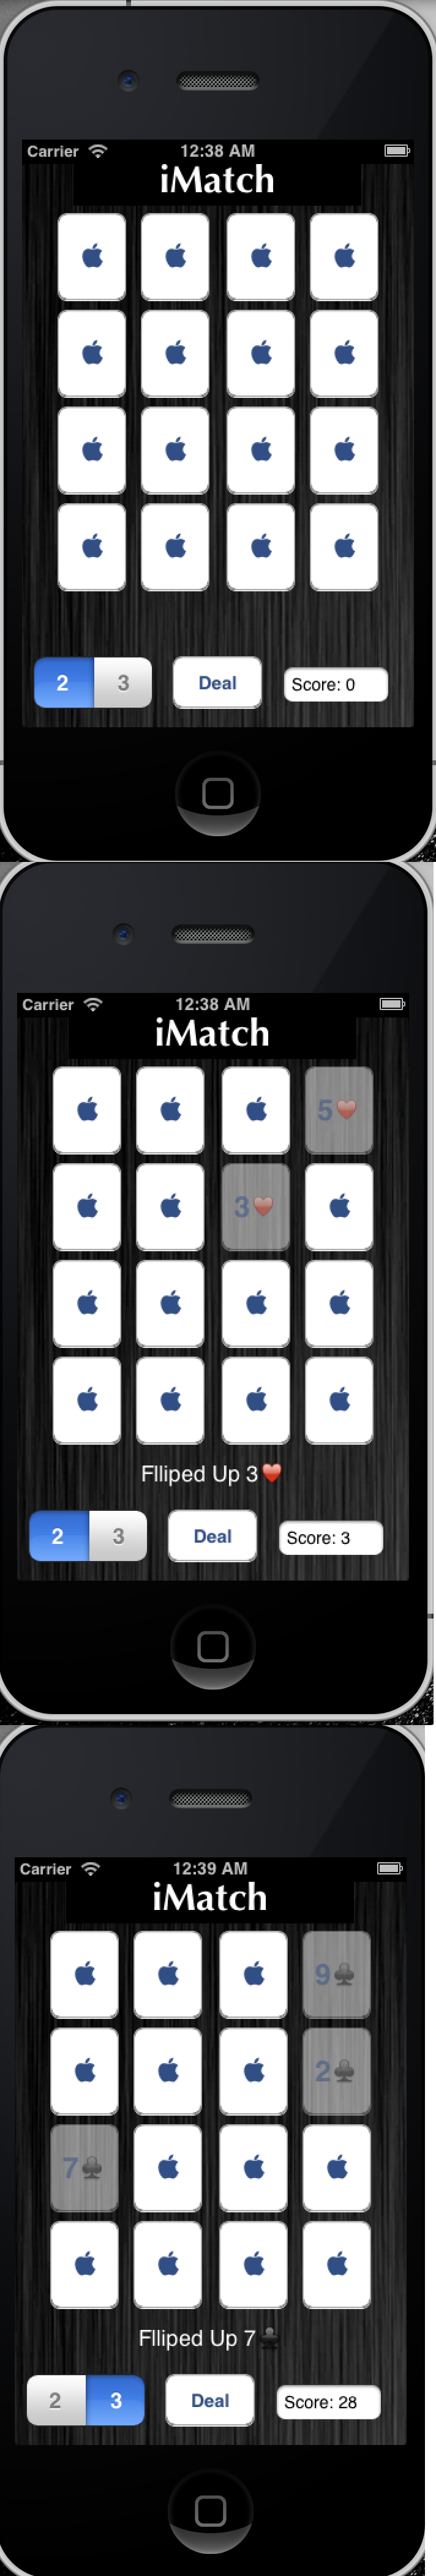 Carrier 12:38 AM
iMatch
2 3 Deal Score: 0
Carrier 12:38 AM
iMatch
5♥
3♥
Flliped Up 3♥
2 3 Deal Score: 3
Carrier 12:39 AM
iMatch
9♣
2♣
7♣
Flliped Up 7♣
2 3 Deal Score: 28